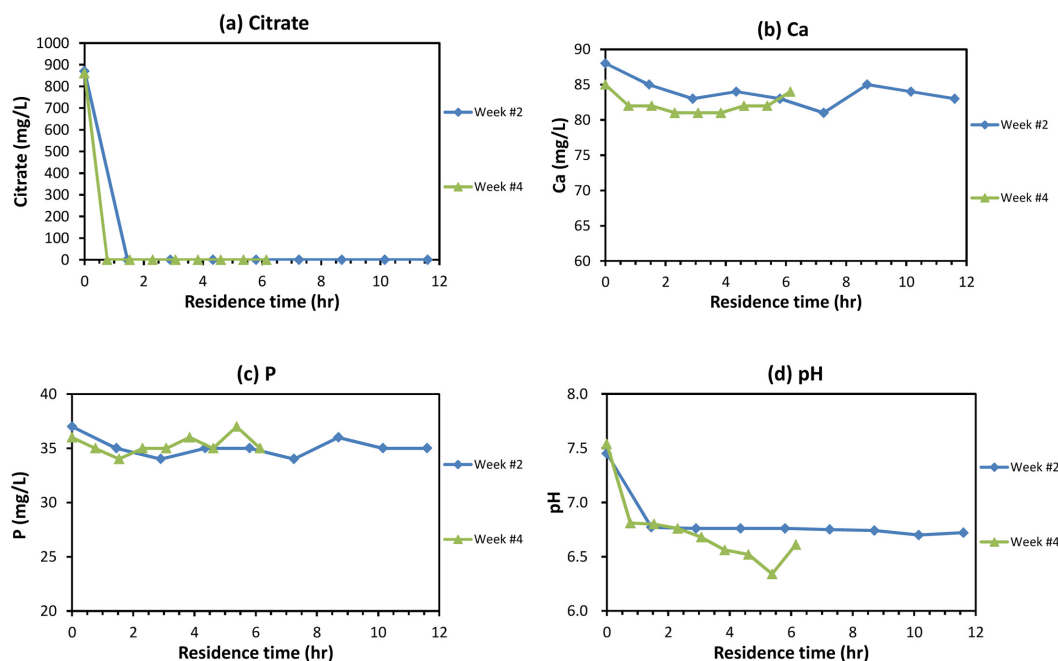 (a) Citrate
1000
900
800
700
600
500
400
300
200
100
0
Citrate (mg/L)
0 2 4 6 8 10 12
Residence time (hr)
Week #2
Week #4
(b) Ca
90
85
80
75
70
65
60
Ca (mg/L)
0 2 4 6 8 10 12
Residence time (hr)
Week #2
Week #4
(c) P
40
35
30
25
20
P (mg/L)
0 2 4 6 8 10 12
Residence time (hr)
Week #2
Week #4
(d) pH
8.0
7.5
7.0
6.5
6.0
pH
0 2 4 6 8 10 12
Residence time (hr)
Week #2
Week #4